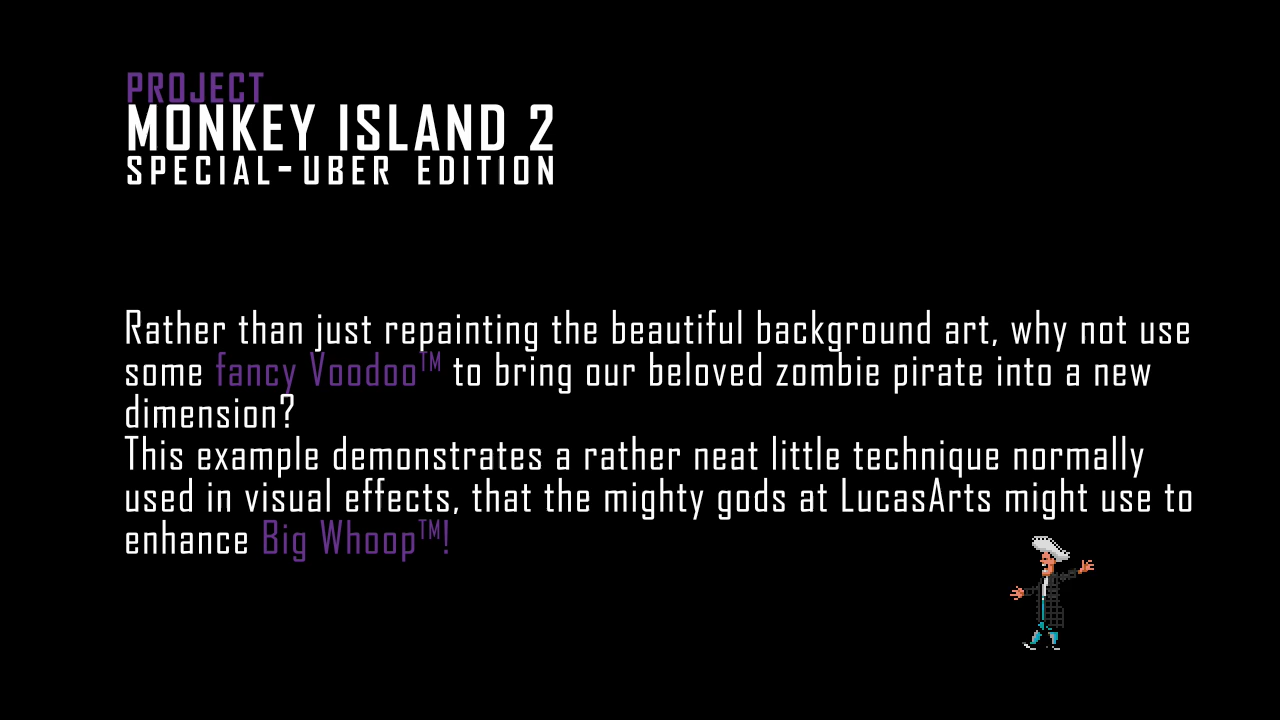 PROJECT
MONKEY ISLAND 2
SPECIAL-UBER EDITION
Rather than just repainting the beautiful background art, why not use
some fancy Voodoo™ to bring our beloved zombie pirate into a new
dimension?
This example demonstrates a rather neat little technique normally
used in visual effects, that the mighty gods at LucasArts might use to
enhance Big Whoop™!